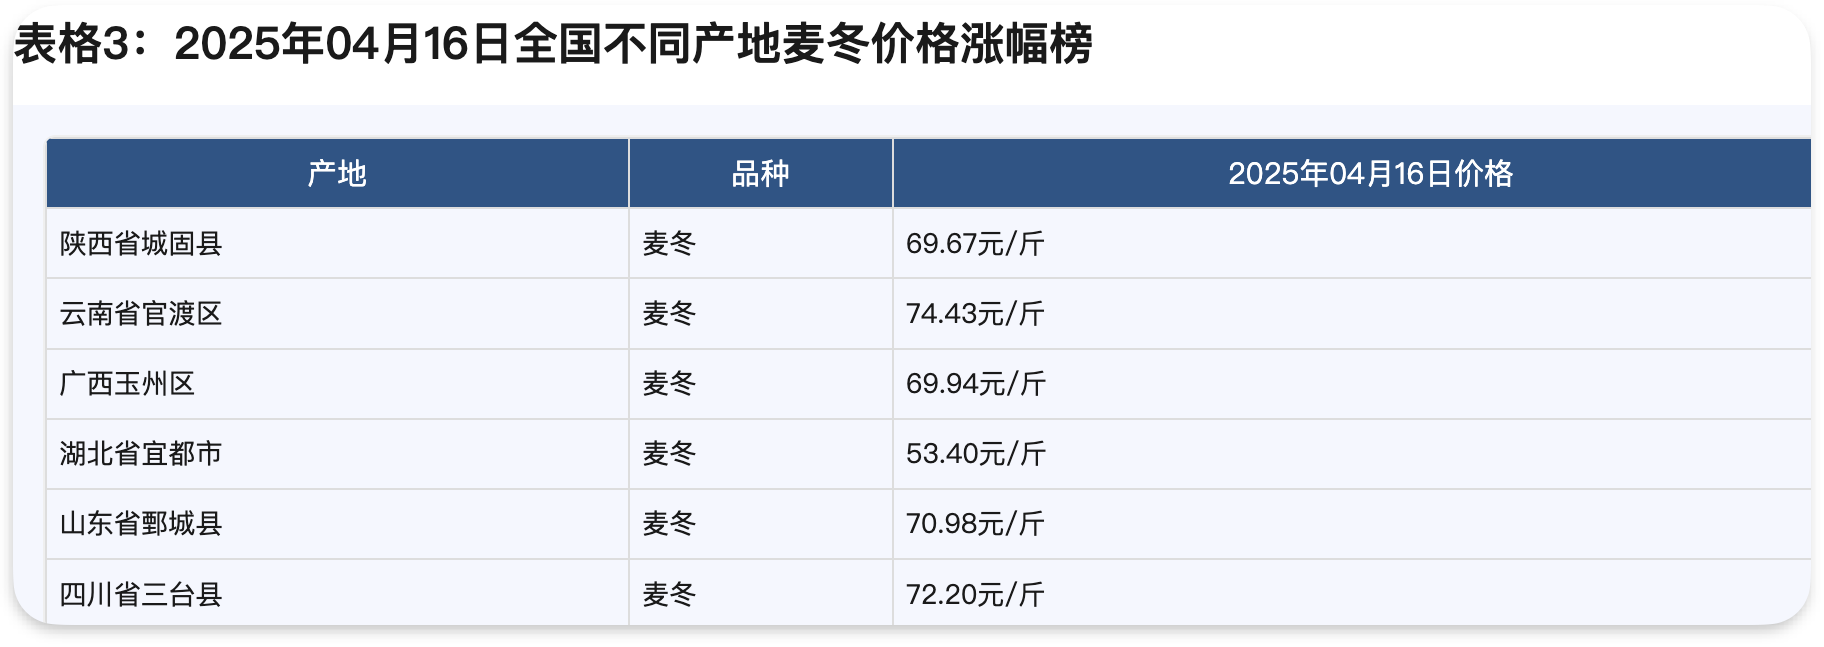 表格3：2025年04月16日全国不同产地麦冬价格涨幅榜
产地 品种 2025年04月16日价格
陕西省城固县 麦冬 69.67元/斤
云南省官渡区 麦冬 74.43元/斤
广西玉州区 麦冬 69.94元/斤
湖北省宜都市 麦冬 53.40元/斤
山东省鄄城县 麦冬 70.98元/斤
四川省三台县 麦冬 72.20元/斤